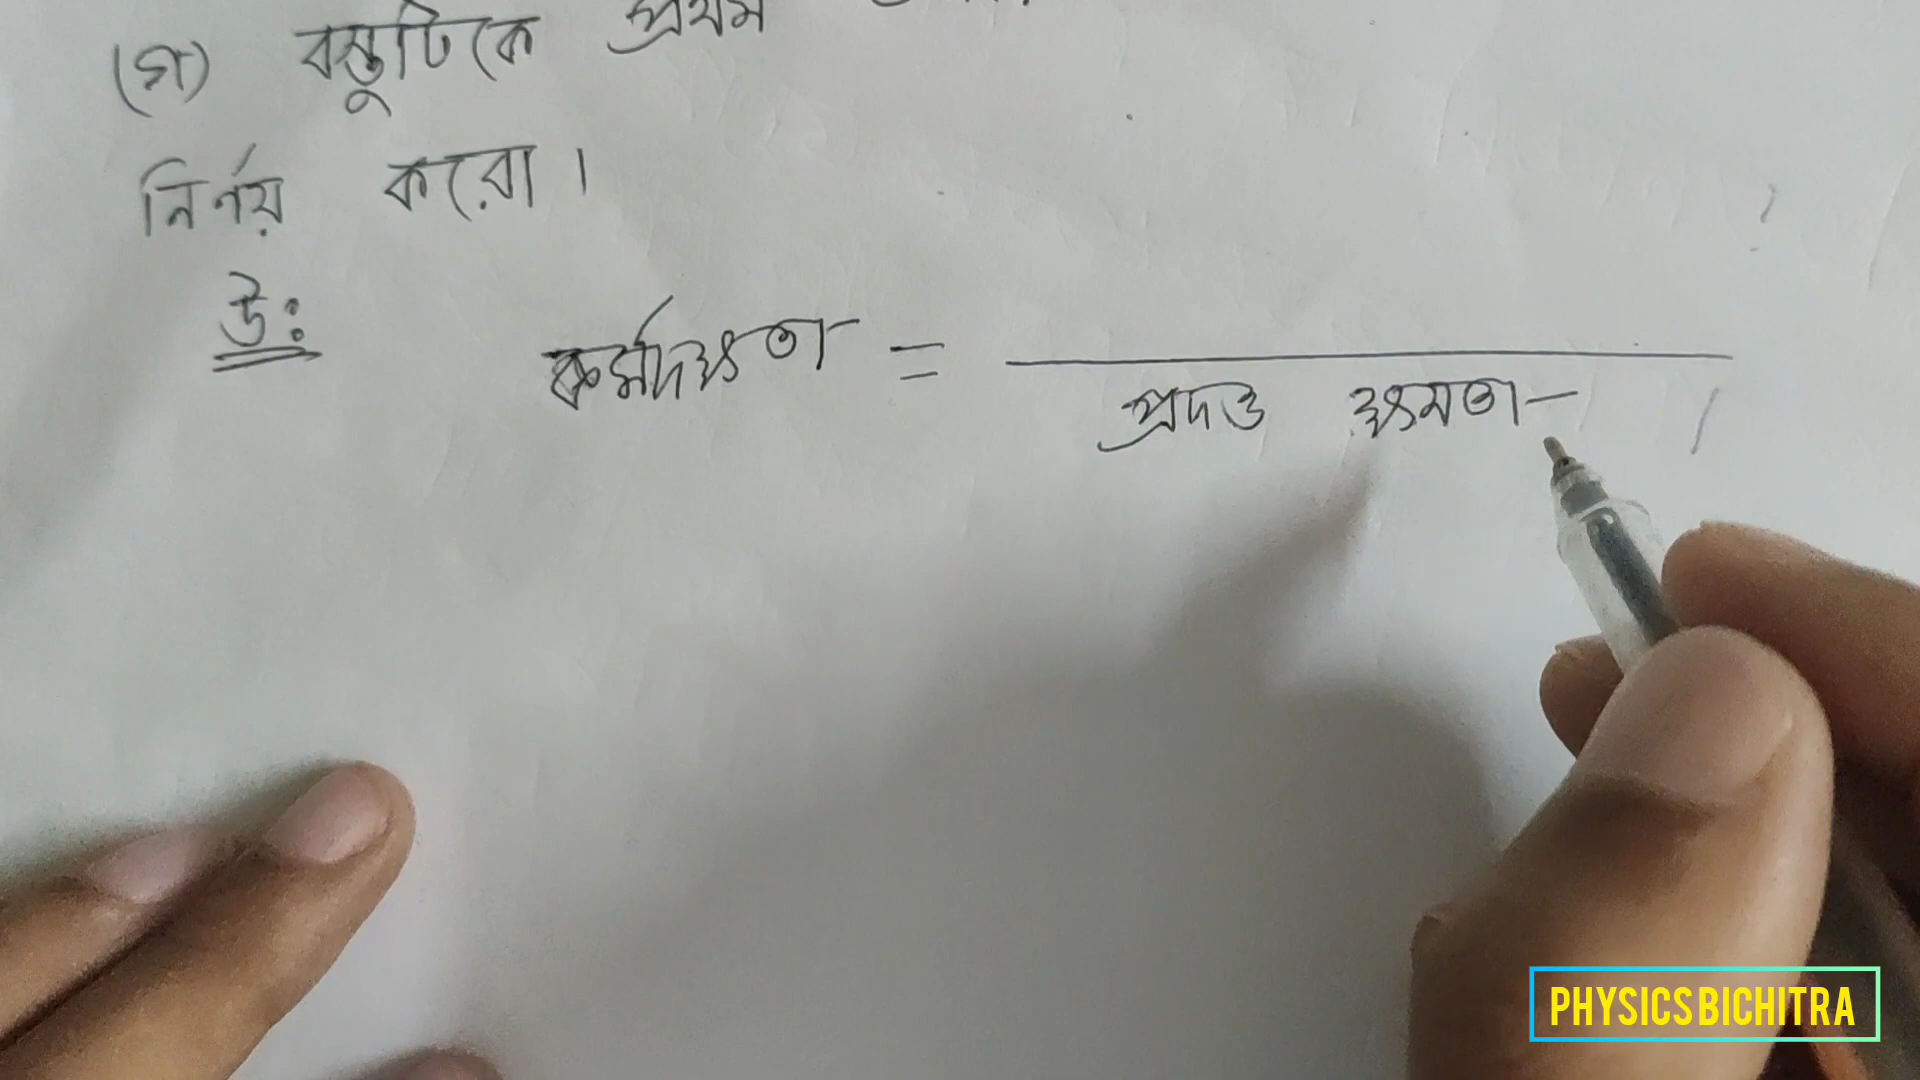 (গ) বস্তুটিকে প্রথম
নির্ণয় করো।
উঃ
কর্মদক্ষতা =
প্রদত্ত ক্ষমতা
PHYSICS BICHITRA